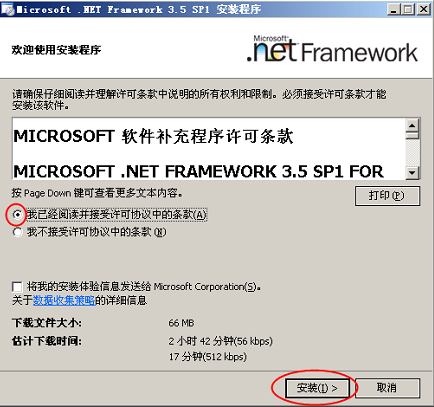 Microsoft .NET Framework 3.5 SP1 安装程序
欢迎使用安装程序
Microsoft®
.net Framework
请确保仔细阅读并理解许可条款中说明的所有权利和限制。必须接受许可条款才能
安装该软件。
MICROSOFT 软件补充程序许可条款
MICROSOFT .NET FRAMEWORK 3.5 SP1 FOR
按 Page Down 键可查看更多文本内容。
打印(P)
我已经阅读并接受许可协议中的条款(A)
我不接受许可协议中的条款 (N)
将我的安装体验信息发送给 Microsoft Corporation(S)。
关于数据收集策略的详细信息
下载文件大小: 66 MB
估计下载时间: 2 小时 42 分钟(56 kbps)
17 分钟(512 kbps)
安装(I) >
取消